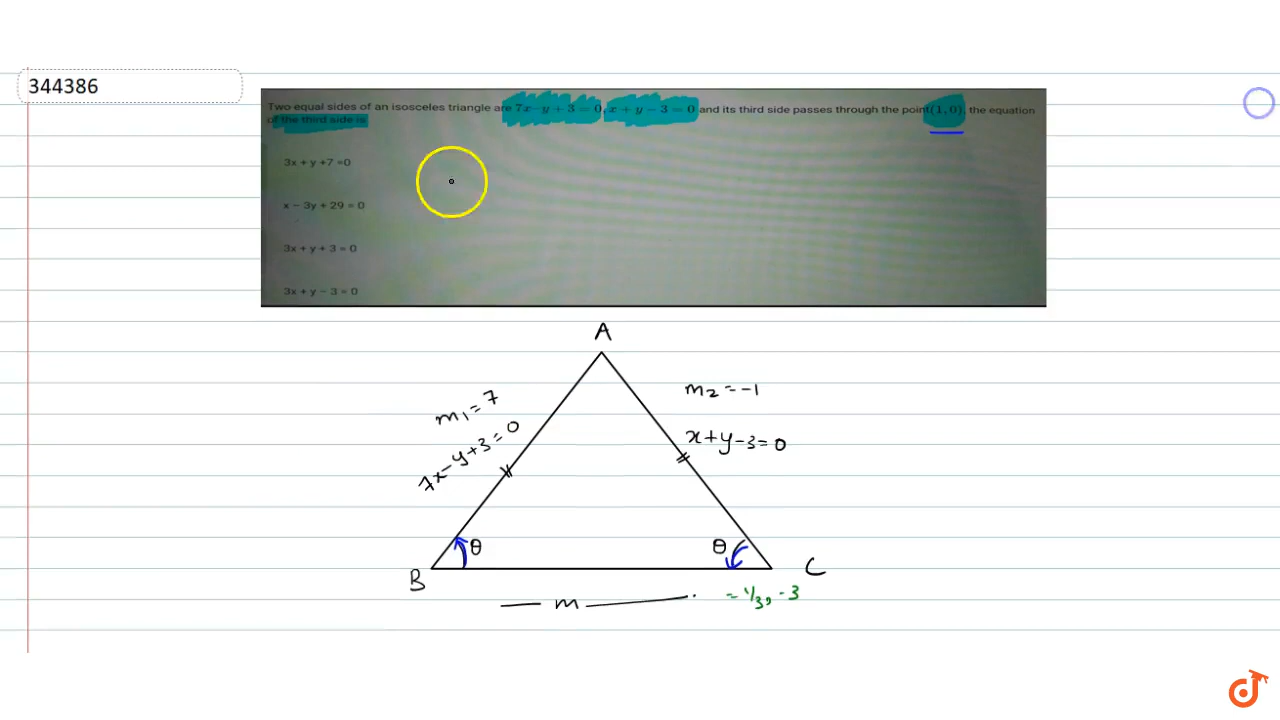 344386
Two equal sides of an isosceles triangle are 7x-y+3=0, x+y-3=0 and its third side passes through the point(1,0), the equation
of the third side is
3x + y +7 =0
x - 3y + 29 = 0
3x + y + 3 = 0
3x + y - 3 = 0
A
m₁ = 7
m₂ = -1
7x-y+3=0
x+y-3=0
θ
θ
B
C
m
= 1/3, -3
d